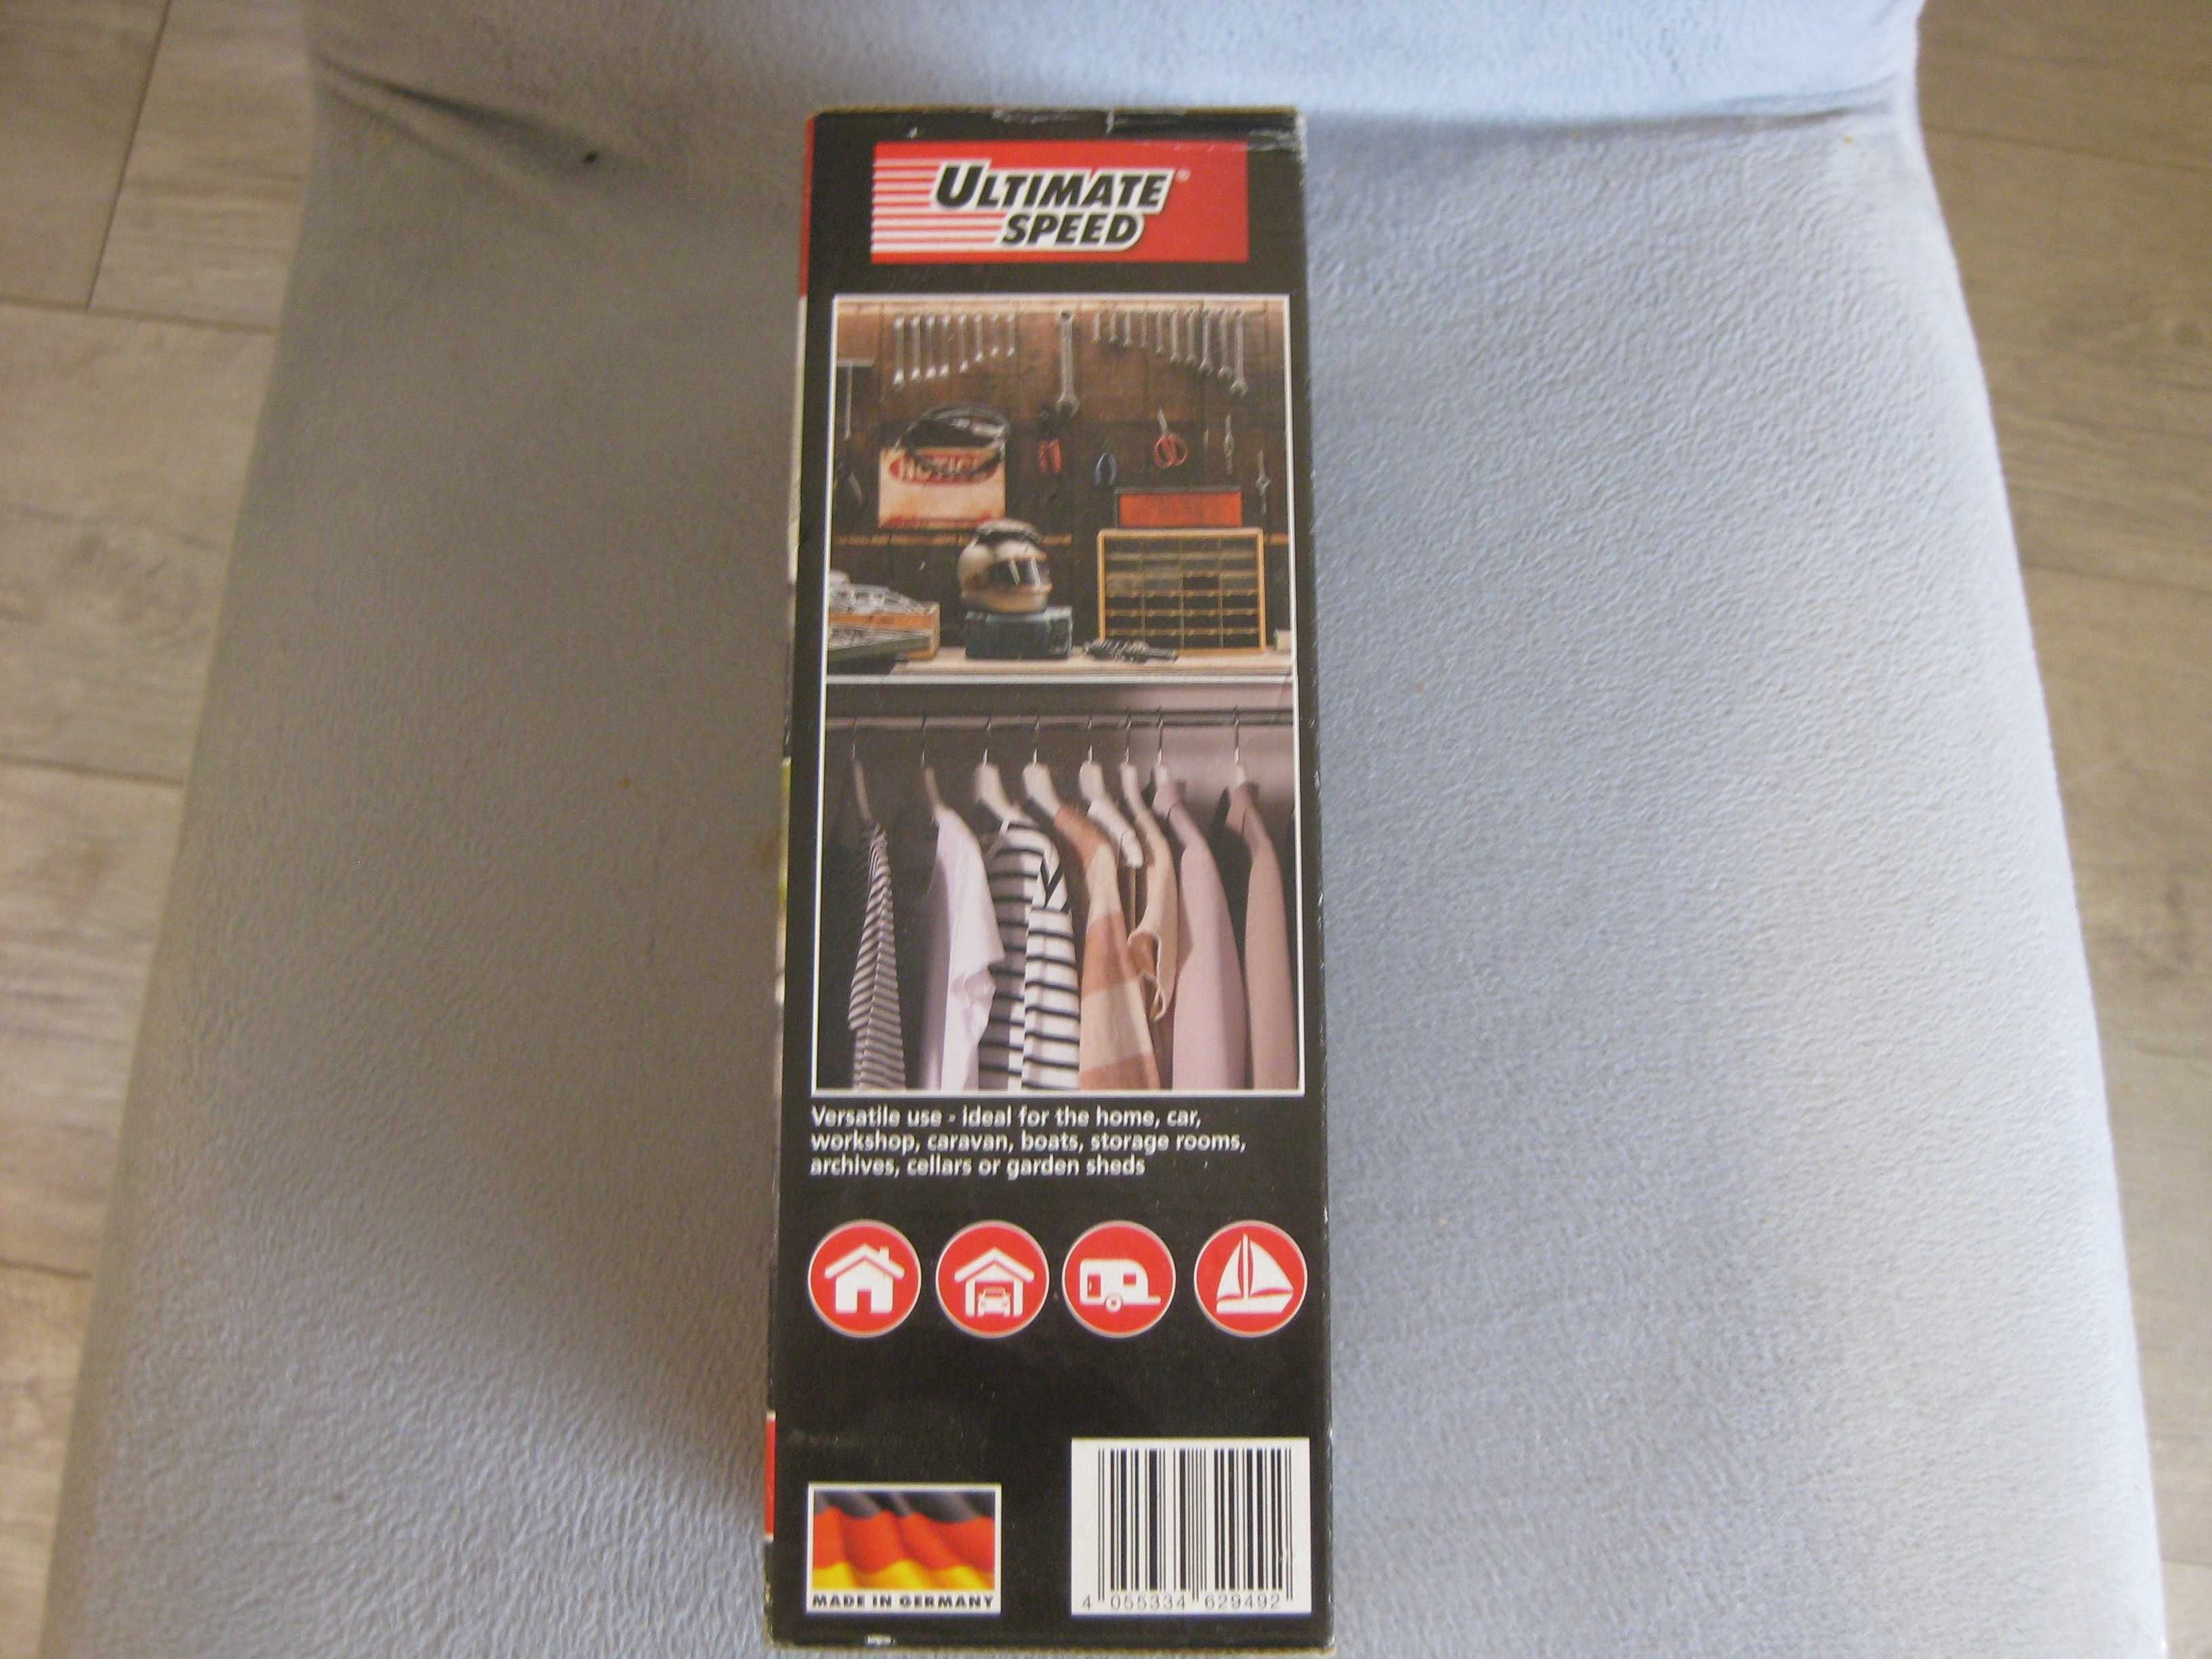 ULTIMATE
SPEED
®
NOTICE
Versatile use - ideal for the home, car,
workshop, caravan, boats, storage rooms,
archives, cellars or garden sheds
MADE IN GERMANY
4 055334 629492